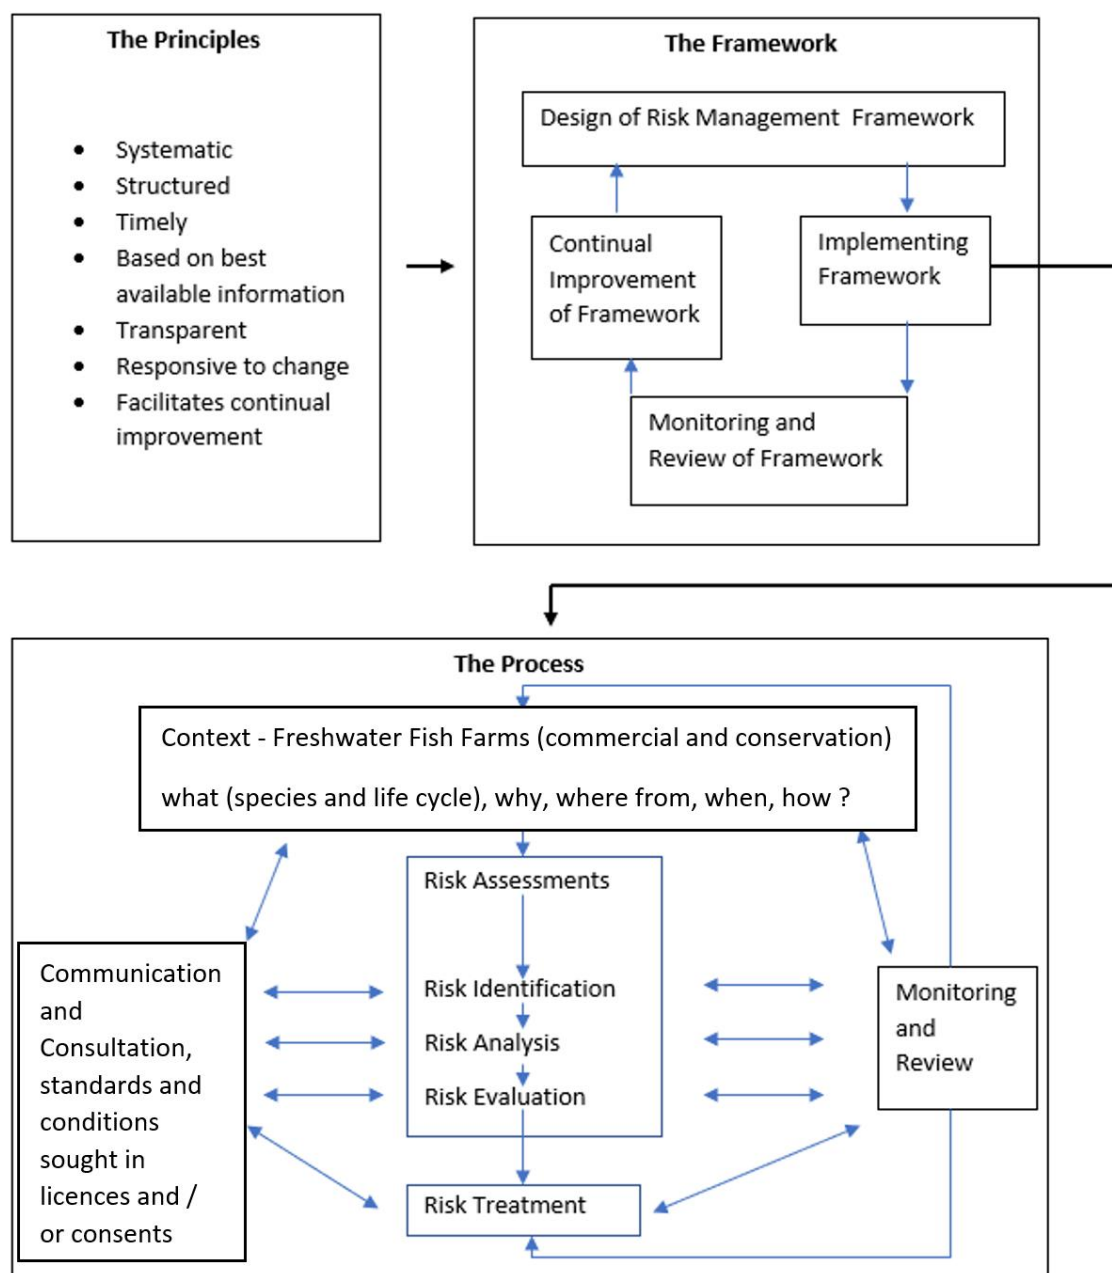 The Principles
• Systematic
• Structured
• Timely
• Based on best
available information
• Transparent
• Responsive to change
• Facilitates continual
improvement
The Framework
Design of Risk Management Framework
Continual
Improvement
of Framework
Implementing
Framework
Monitoring and
Review of Framework
The Process
Context - Freshwater Fish Farms (commercial and conservation)
what (species and life cycle), why, where from, when, how ?
Risk Assessments
Risk Identification
Risk Analysis
Risk Evaluation
Communication
and
Consultation,
standards and
conditions
sought in
licences and /
or consents
Monitoring
and
Review
Risk Treatment